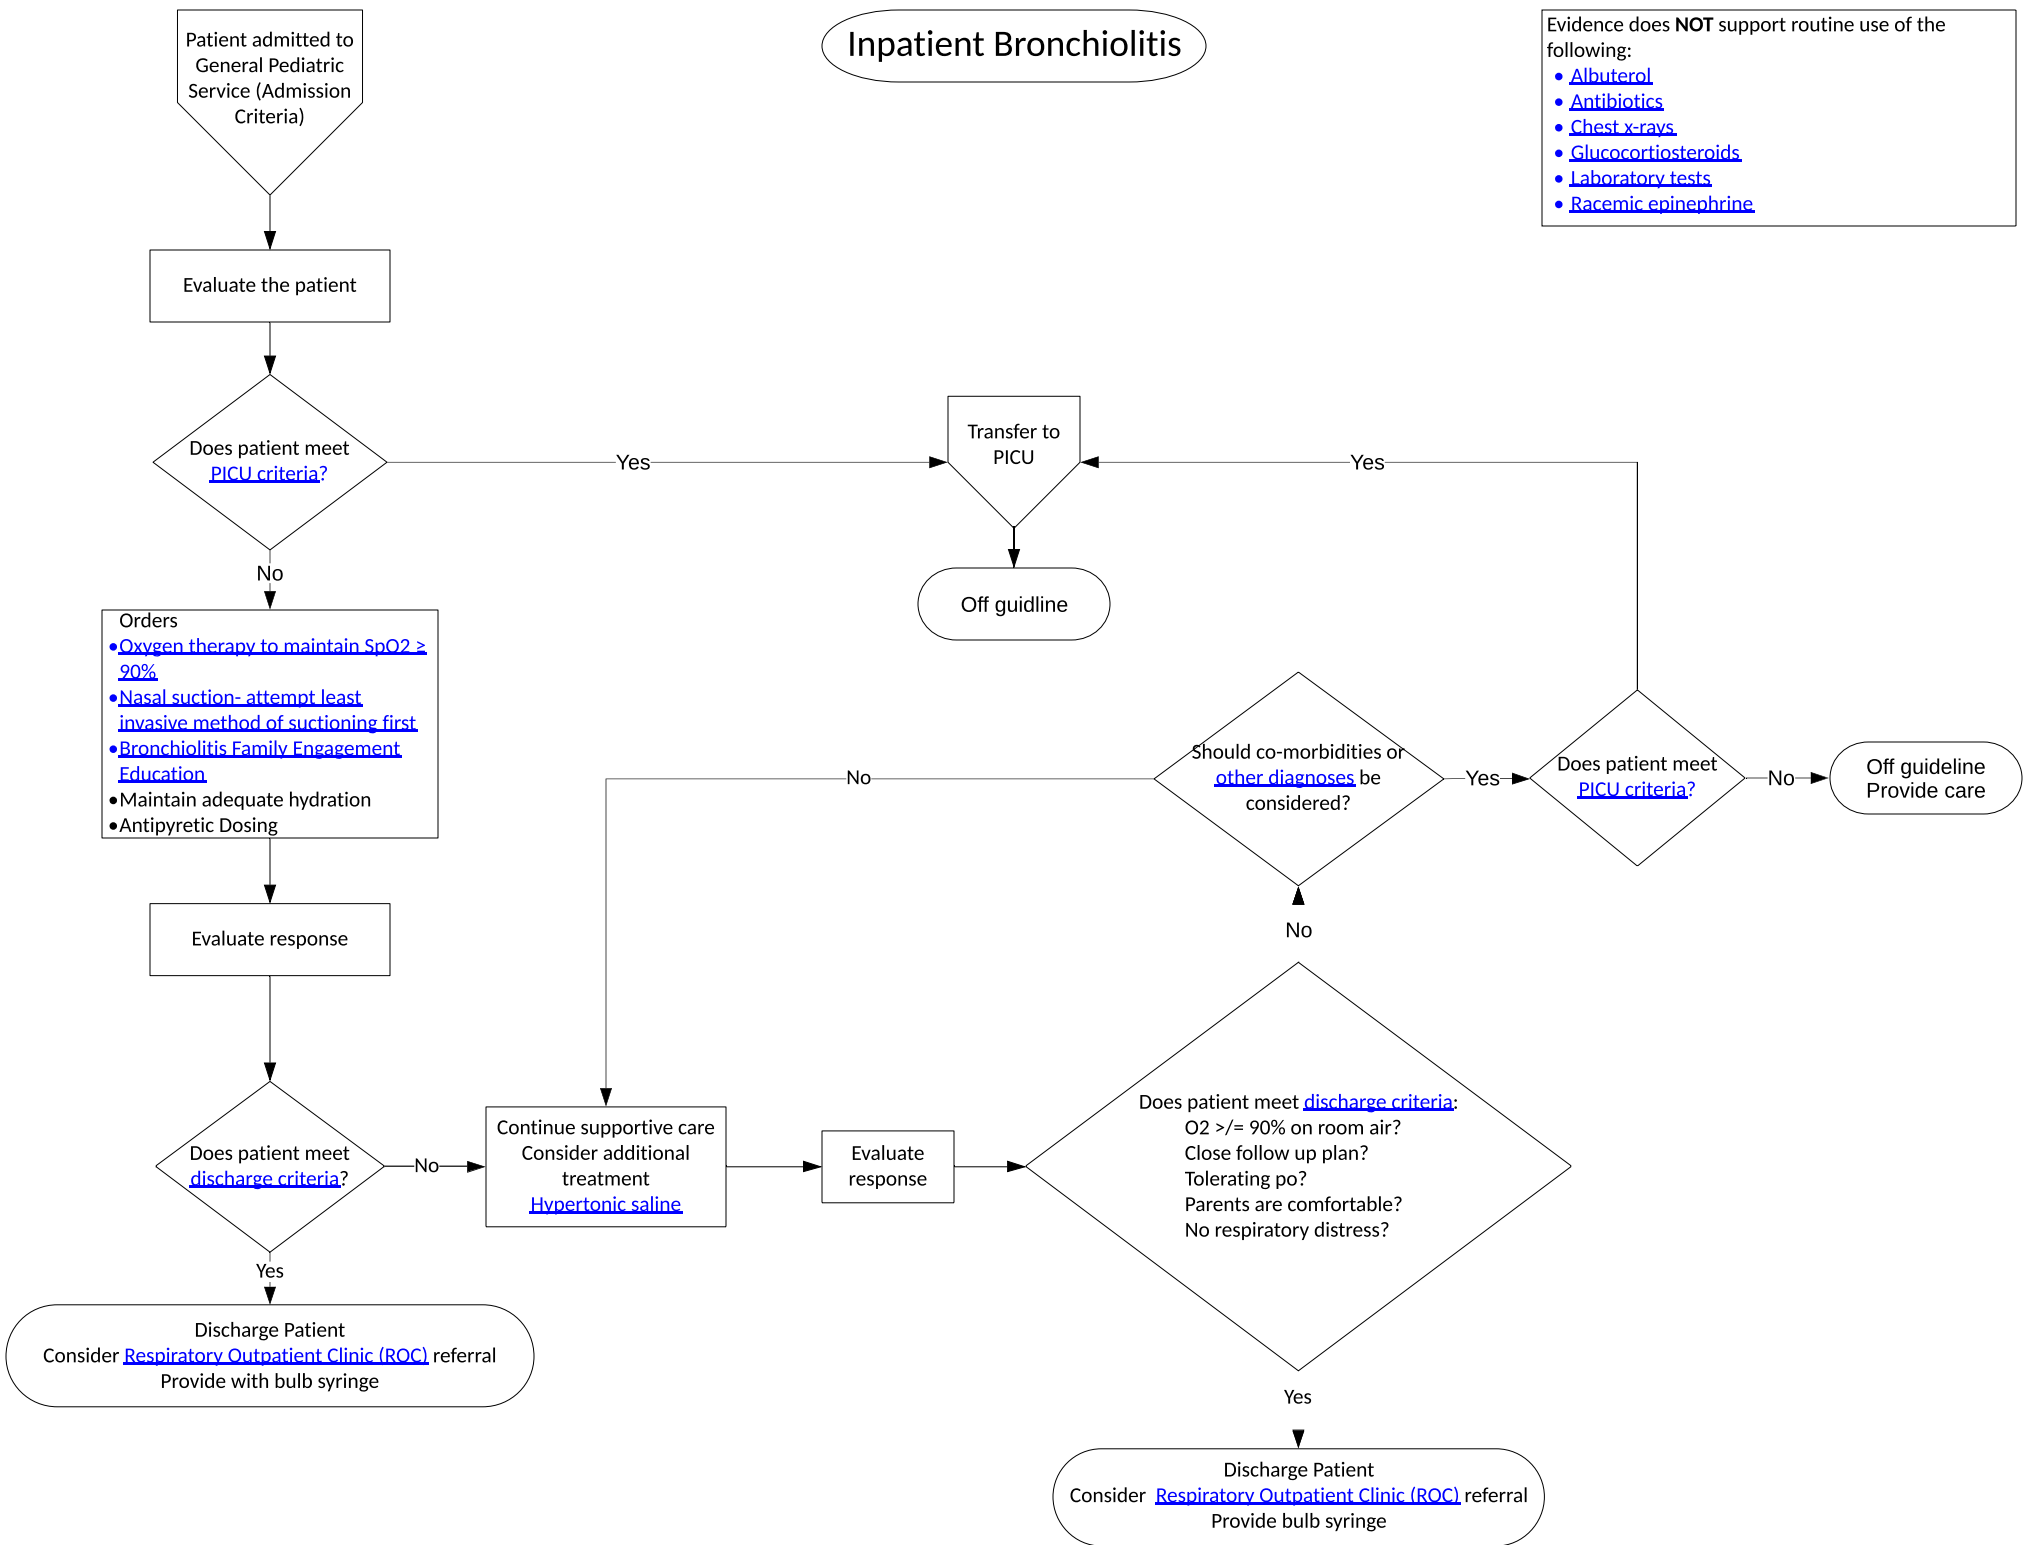 Inpatient Bronchiolitis
Patient admitted to
General Pediatric
Service (Admission
Criteria)
Evidence does NOT support routine use of the
following:
• Albuterol
• Antibiotics
• Chest x-rays
• Glucocortiosteroids
• Laboratory tests
• Racemic epinephrine
Evaluate the patient
Does patient meet
PICU criteria?
Yes
Transfer to
PICU
Yes
Off guidline
No
Orders
•Oxygen therapy to maintain SpO2 ≥
90%
•Nasal suction- attempt least
invasive method of suctioning first
•Bronchiolitis Family Engagement
Education
•Maintain adequate hydration
•Antipyretic Dosing
Should co-morbidities or
other diagnoses be
considered?
No
Yes
Does patient meet
PICU criteria?
No
Off guideline
Provide care
Evaluate response
No
Does patient meet
discharge criteria?
No
Continue supportive care
Consider additional
treatment
Hypertonic saline
Evaluate
response
Does patient meet discharge criteria:
O2 >/= 90% on room air?
Close follow up plan?
Tolerating po?
Parents are comfortable?
No respiratory distress?
Yes
Discharge Patient
Consider Respiratory Outpatient Clinic (ROC) referral
Provide with bulb syringe
Yes
Discharge Patient
Consider Respiratory Outpatient Clinic (ROC) referral
Provide bulb syringe